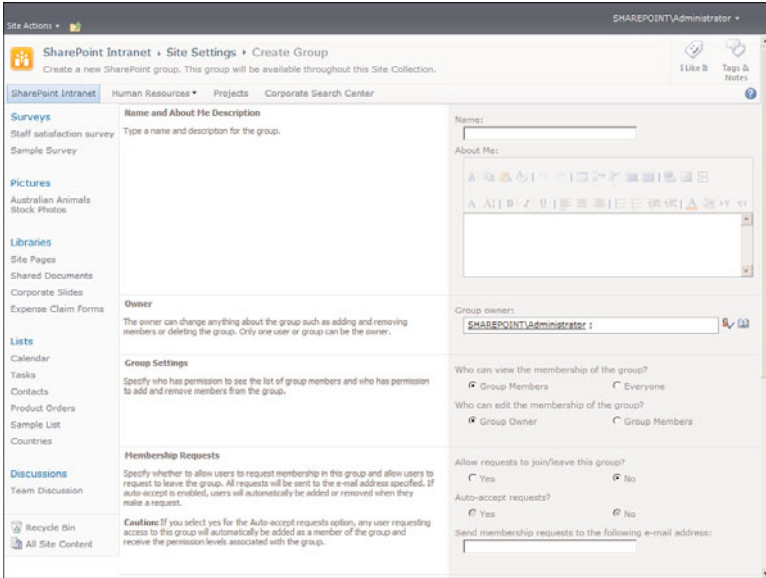 Site Actions
SHAREPOINT\Administrator
SharePoint Intranet › Site Settings › Create Group
Create a new SharePoint group. This group will be available throughout this Site Collection.
I Like It
Tags &
Notes
SharePoint Intranet
Human Resources
Projects
Corporate Search Center
Surveys
Staff satisfaction survey
Sample Survey
Pictures
Australian Animals
Stock Photos
Libraries
Site Pages
Shared Documents
Corporate Slides
Expense Claim Forms
Lists
Calendar
Tasks
Contacts
Product Orders
Sample List
Countries
Discussions
Team Discussion
Recycle Bin
All Site Content
Name and About Me Description
Type a name and description for the group.
Name:
About Me:
Owner
The owner can change anything about the group such as adding and removing
members or deleting the group. Only one user or group can be the owner.
Group owner:
SHAREPOINT\Administrator ;
Group Settings
Specify who has permission to see the list of group members and who has permission
to add and remove members from the group.
Who can view the membership of the group?
Group Members Everyone
Who can edit the membership of the group?
Group Owner Group Members
Membership Requests
Specify whether to allow users to request membership in this group and allow users to
request to leave the group. All requests will be sent to the e-mail address specified. If
auto-accept is enabled, users will automatically be added or removed when they
make a request.
Caution: If you select yes for the Auto-accept requests option, any user requesting
access to this group will automatically be added as a member of the group and
receive the permission levels associated with the group.
Allow requests to join/leave this group?
Yes No
Auto-accept requests?
Yes No
Send membership requests to the following e-mail address: